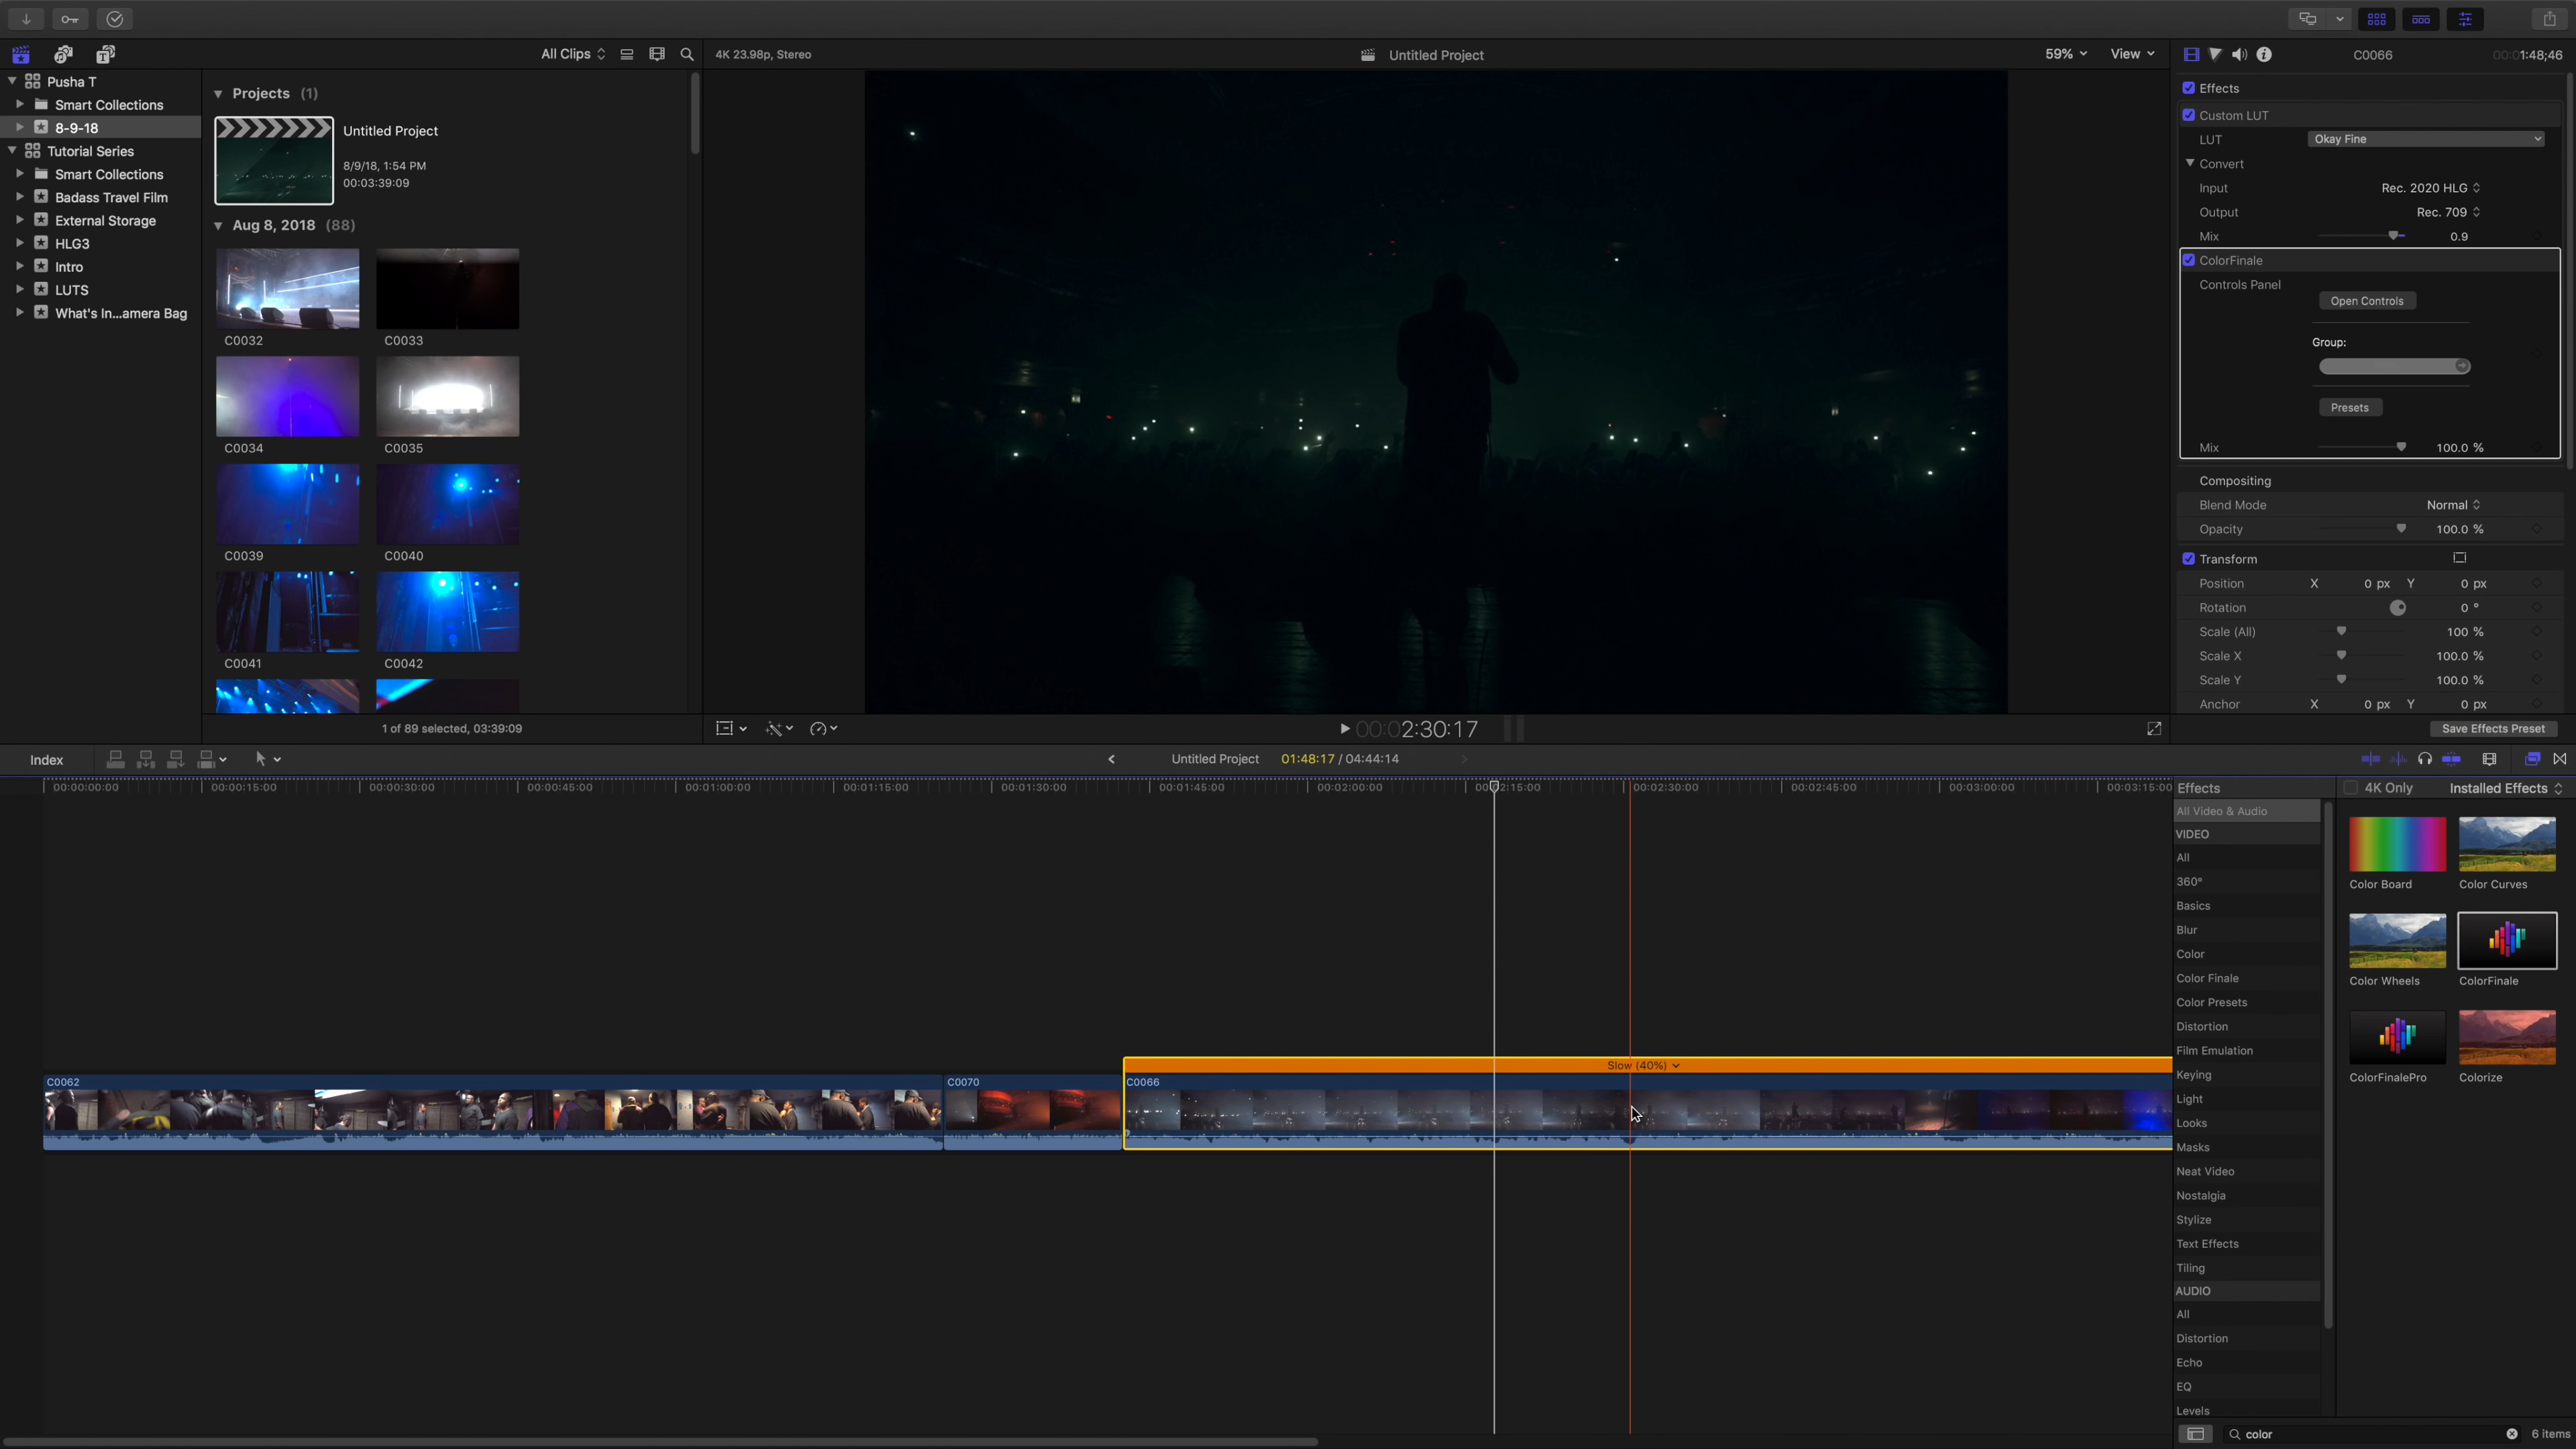 All Clips
4K 23.98p, Stereo
Untitled Project
59%
View
C0066
00:01:48;46
Pusha T
Smart Collections
8-9-18
Tutorial Series
Smart Collections
Badass Travel Film
External Storage
HLG3
Intro
LUTS
What's In...amera Bag
Projects (1)
Untitled Project
8/9/18, 1:54 PM
00:03:39:09
Aug 8, 2018 (88)
C0032
C0033
C0034
C0035
C0039
C0040
C0041
C0042
1 of 89 selected, 03:39:09
00:02:30:17
Effects
Custom LUT
LUT
Okay Fine
Convert
Input
Rec. 2020 HLG
Output
Rec. 709
Mix
0.9
ColorFinale
Controls Panel
Open Controls
Group:
Presets
Mix
100.0 %
Compositing
Blend Mode
Normal
Opacity
100.0 %
Transform
Position X 0 px Y 0 px
Rotation 0 °
Scale (All) 100 %
Scale X 100.0 %
Scale Y 100.0 %
Anchor X 0 px Y 0 px
Save Effects Preset
Index
Untitled Project
01:48:17 / 04:44:14
00:00:00:00
00:00:15:00
00:00:30:00
00:00:45:00
00:01:00:00
00:01:15:00
00:01:30:00
00:01:45:00
00:02:00:00
00:02:15:00
00:02:30:00
00:02:45:00
00:03:00:00
00:03:15:00
C0062
C0070
Slow (40%)
C0066
Effects
4K Only
Installed Effects
All Video & Audio
VIDEO
All
360°
Basics
Blur
Color
Color Finale
Color Presets
Distortion
Film Emulation
Keying
Light
Looks
Masks
Neat Video
Nostalgia
Stylize
Text Effects
Tiling
AUDIO
All
Distortion
Echo
EQ
Levels
Color Board
Color Curves
Color Wheels
ColorFinale
ColorFinalePro
Colorize
color
6 items